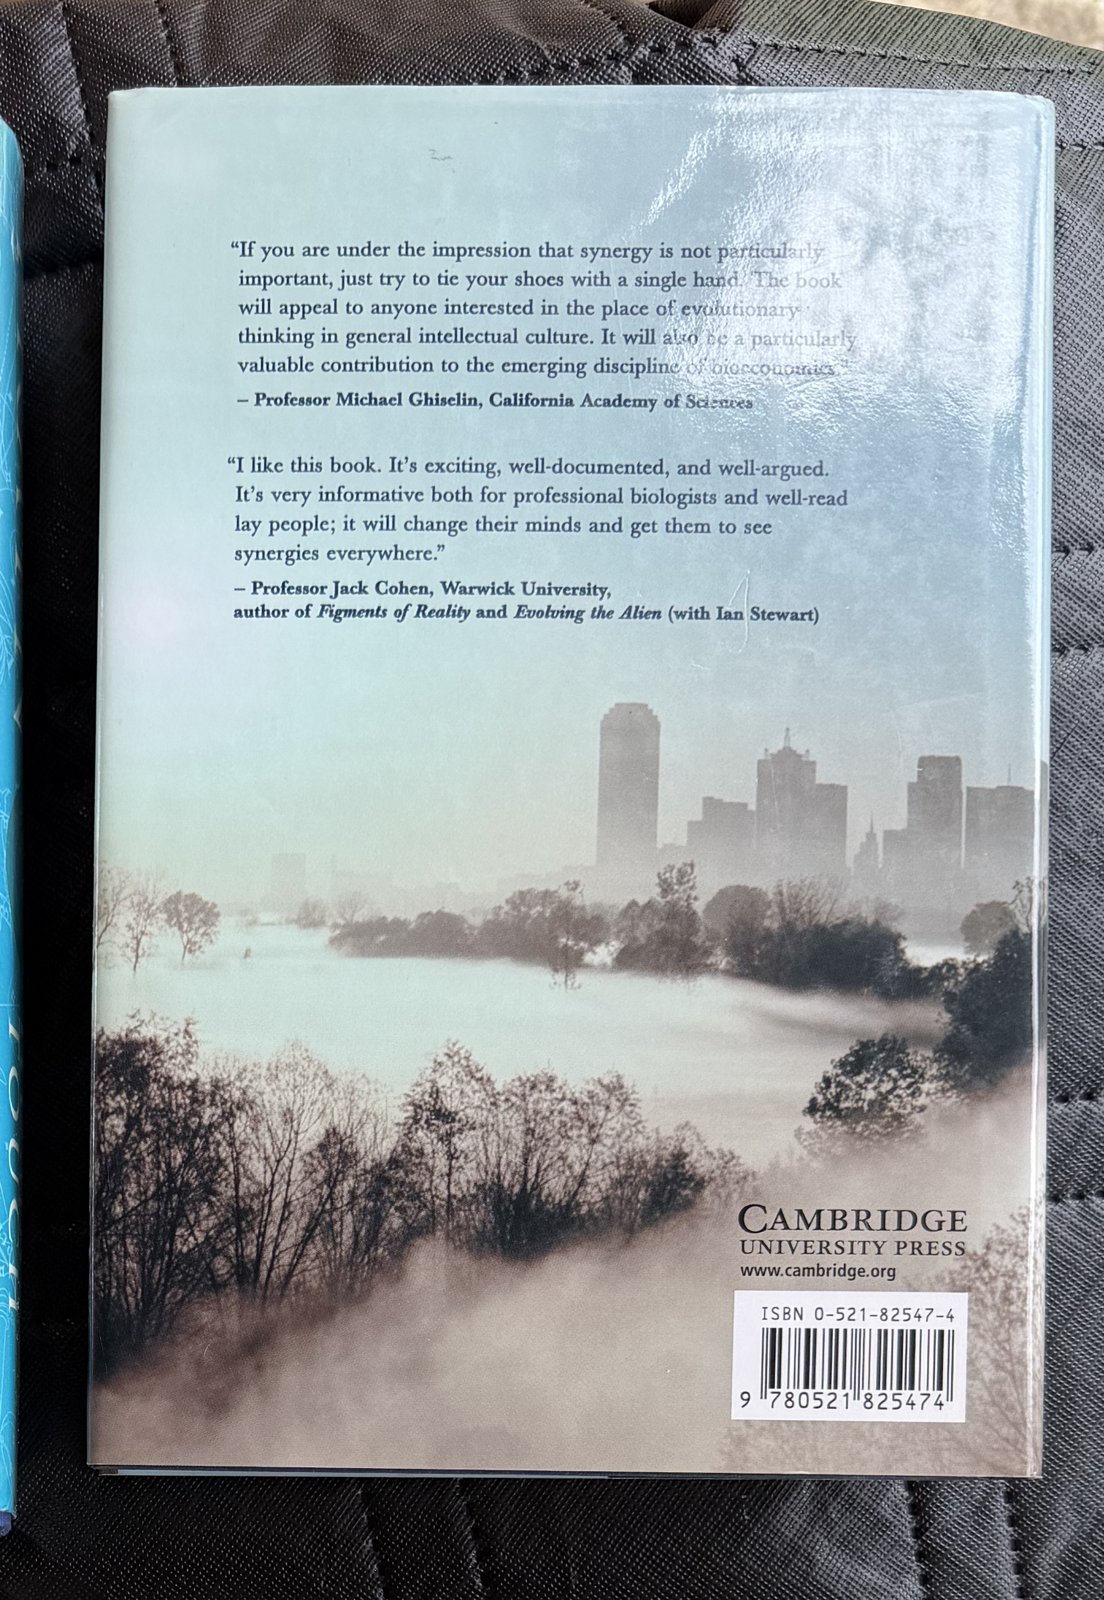 “If you are under the impression that synergy is not particularly
important, just try to tie your shoes with a single hand. The book
will appeal to anyone interested in the place of evolutionary
thinking in general intellectual culture. It will also be a particularly
valuable contribution to the emerging discipline of bioeconomics.”
– Professor Michael Ghiselin, California Academy of Sciences
“I like this book. It’s exciting, well-documented, and well-argued.
It’s very informative both for professional biologists and well-read
lay people; it will change their minds and get them to see
synergies everywhere.”
– Professor Jack Cohen, Warwick University,
author of Figments of Reality and Evolving the Alien (with Ian Stewart)
CAMBRIDGE
UNIVERSITY PRESS
www.cambridge.org
ISBN 0-521-82547-4
9 780521 825474